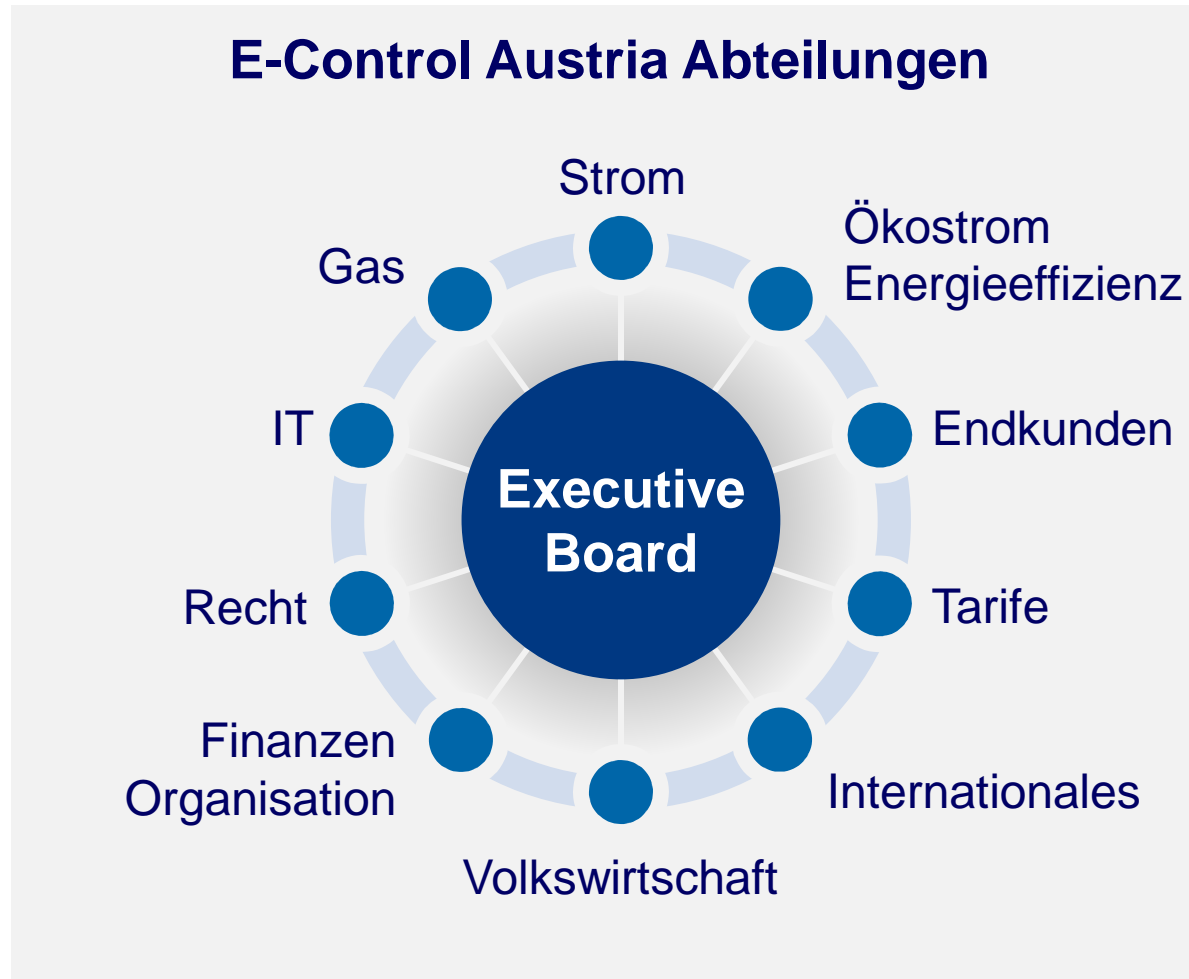 E-Control Austria Abteilungen
Strom
Ökostrom
Energieeffizienz
Gas
IT
Endkunden
Executive
Board
Recht
Tarife
Finanzen
Organisation
Internationales
Volkswirtschaft